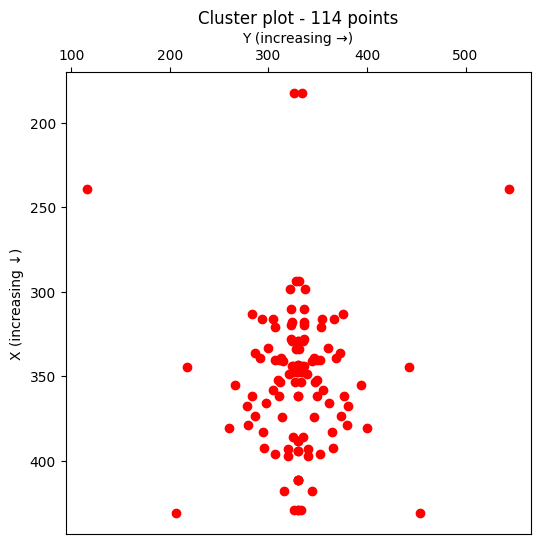 Cluster plot - 114 points
Y (increasing →)
100 200 300 400 500
X (increasing ↓)
200
250
300
350
400